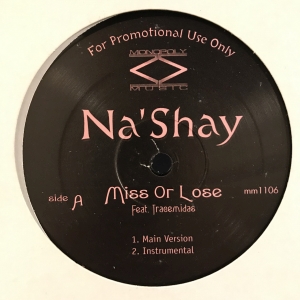 For Promotional Use Only
MONOPOLY
MUSIC
Na'Shay
side A
Miss Or Lose
mm1106
Feat. Tracemidas
1. Main Version
2. Instrumental